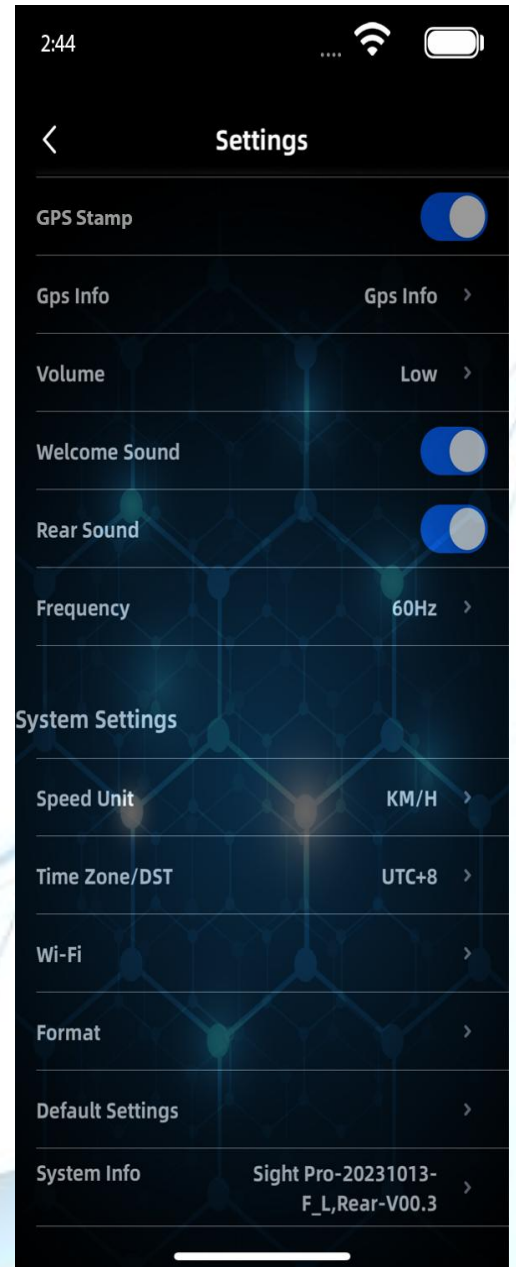 2:44
Settings
GPS Stamp
Gps Info Gps Info
Volume Low
Welcome Sound
Rear Sound
Frequency 60Hz
System Settings
Speed Unit KM/H
Time Zone/DST UTC+8
Wi-Fi
Format
Default Settings
System Info Sight Pro-20231013-
F_L,Rear-V00.3